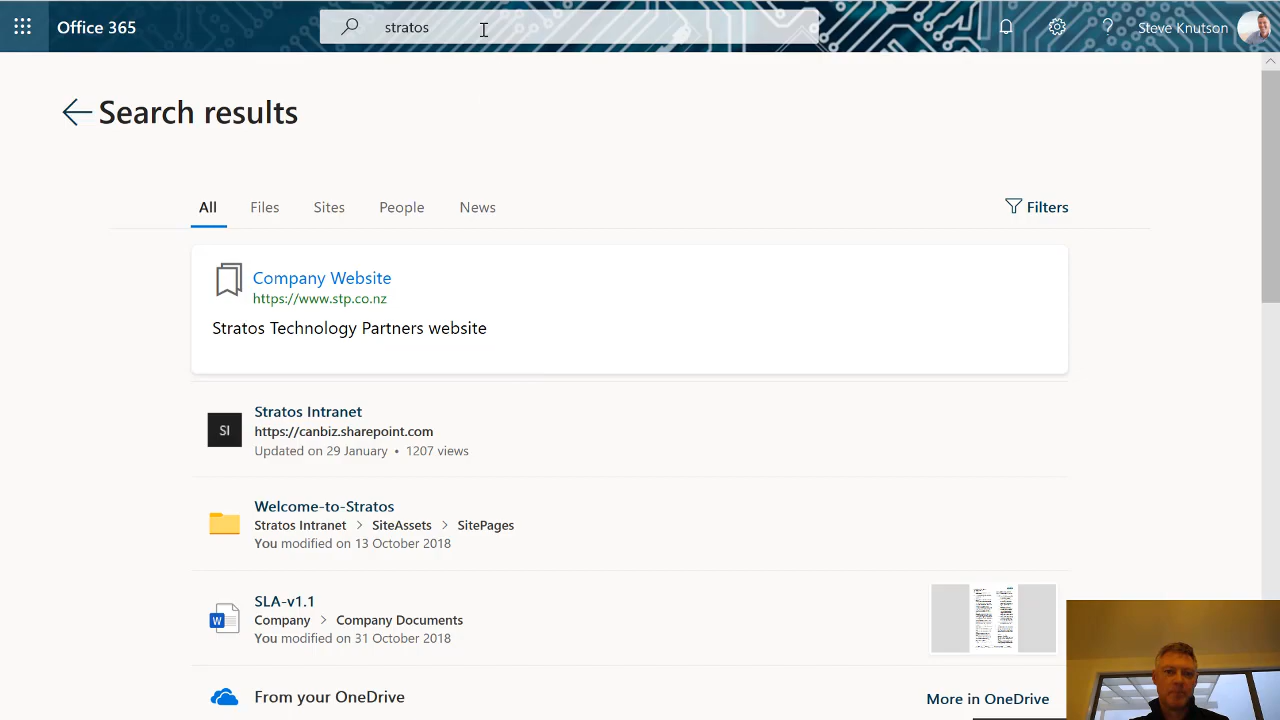 Office 365
stratos
Steve Knutson
Search results
All
Files
Sites
People
News
Filters
Company Website
https://www.stp.co.nz
Stratos Technology Partners website
SI
Stratos Intranet
https://canbiz.sharepoint.com
Updated on 29 January • 1207 views
Welcome-to-Stratos
Stratos Intranet > SiteAssets > SitePages
You modified on 13 October 2018
W
SLA-v1.1
Company > Company Documents
You modified on 31 October 2018
From your OneDrive
More in OneDrive